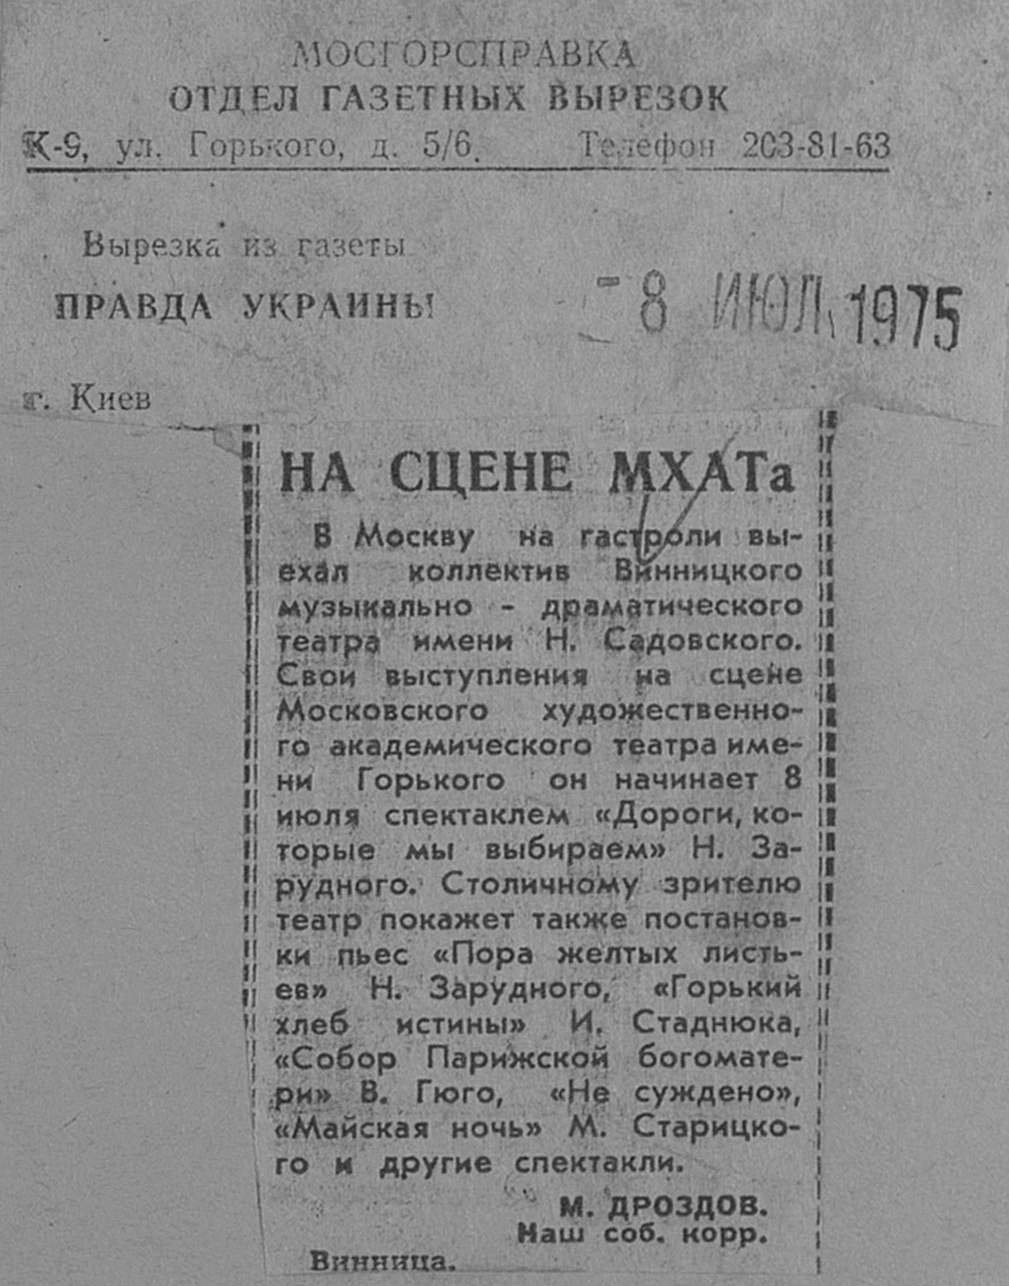 МОСГОРСПРАВКА
ОТДЕЛ ГАЗЕТНЫХ ВЫРЕЗОК
К-9, ул. Горького, д. 5/6. Телефон 203-81-63
Вырезка из газеты
ПРАВДА УКРАИНЫ
- 8 ИЮЛ 1975
г. Киев
НА СЦЕНЕ МХАТа
В Москву на гастроли вы-
ехал коллектив Винницкого
музыкально - драматического
театра имени Н. Садовского.
Свои выступления на сцене
Московского художественно-
го академического театра име-
ни Горького он начинает 8
июля спектаклем «Дороги, ко-
торые мы выбираем» Н. За-
рудного. Столичному зрителю
театр покажет также постанов-
ки пьес «Пора желтых листь-
ев» Н. Зарудного, «Горький
хлеб истины» И. Стаднюка,
«Собор Парижской богомате-
ри» В. Гюго, «Не суждено»,
«Майская ночь» М. Старицко-
го и другие спектакли.
М. ДРОЗДОВ.
Наш соб. корр.
Винница.